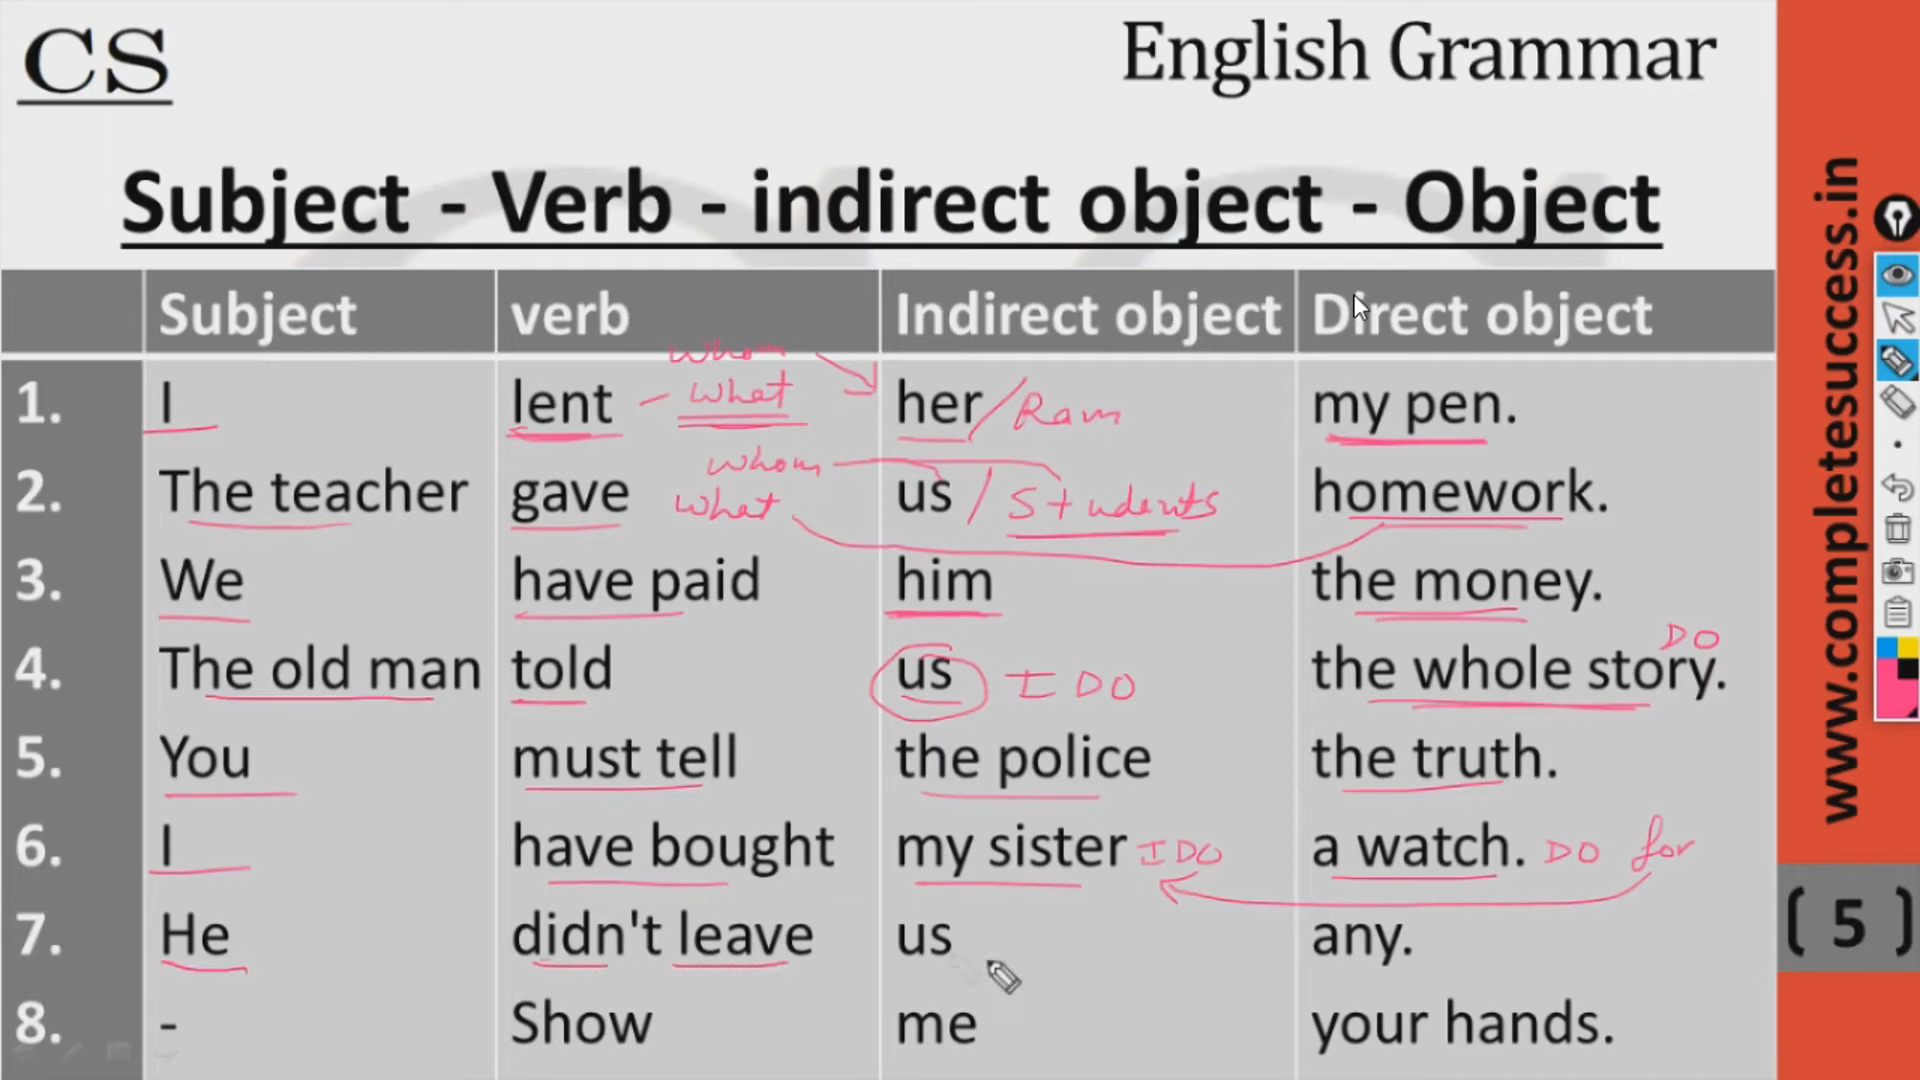 CS
English Grammar
Subject - Verb - indirect object - Object
Subject verb Indirect object Direct object
whom
1. I lent - what her / Ram my pen.
whom
2. The teacher gave what us / Students homework.
3. We have paid him the money.
DO
4. The old man told us I DO the whole story.
5. You must tell the police the truth.
6. I have bought my sister IDO a watch. DO for
7. He didn't leave us any.
8. - Show me your hands.
www.completesuccess.in
( 5 )